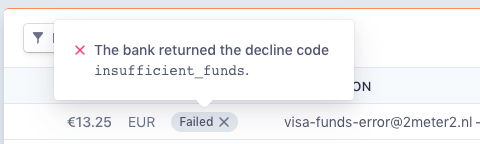 The bank returned the decline code
insufficient_funds.
ON
€13.25 EUR Failed visa-funds-error@2meter2.nl -